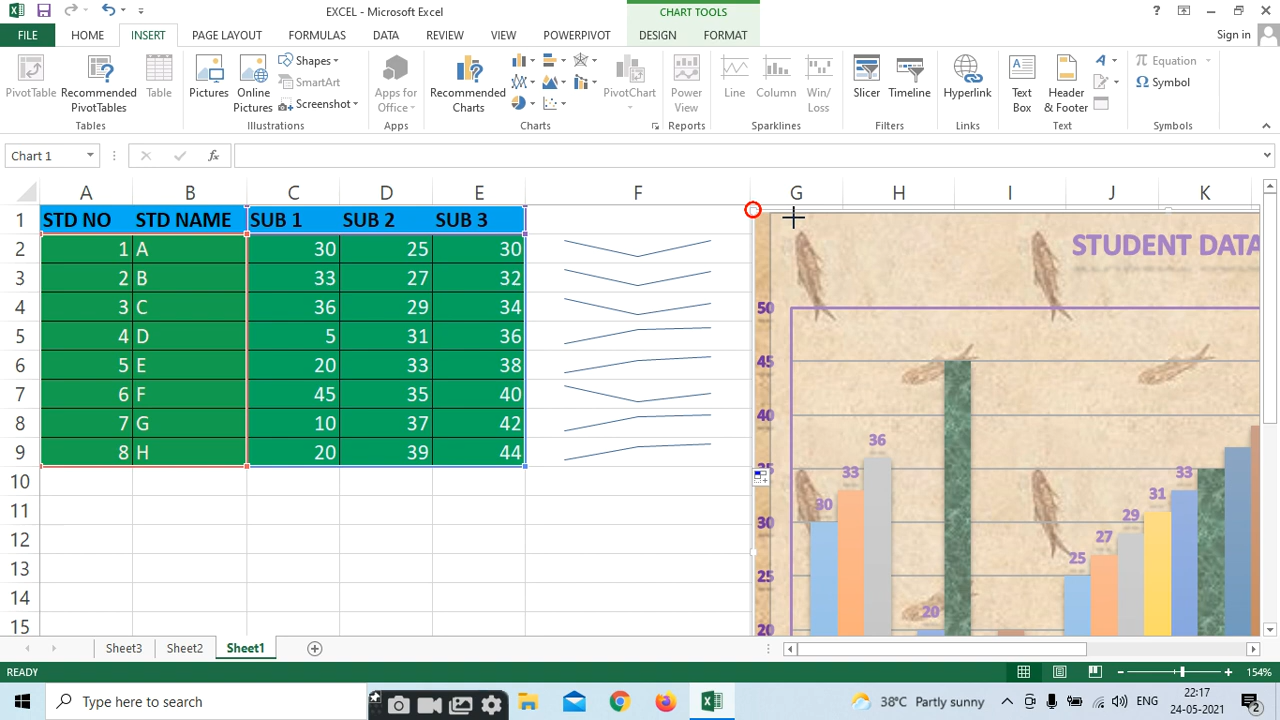 EXCEL - Microsoft Excel
CHART TOOLS
?
FILE HOME INSERT PAGE LAYOUT FORMULAS DATA REVIEW VIEW POWERPIVOT DESIGN FORMAT Sign in
PivotTable
Recommended PivotTables
Table
Pictures
Online Pictures
Shapes
SmartArt
Screenshot
Apps for Office
Recommended Charts
PivotChart
Power View
Line
Column
Win/Loss
Slicer
Timeline
Hyperlink
Text Box
Header & Footer
Equation
Symbol
Tables Illustrations Apps Charts Reports Sparklines Filters Links Text Symbols
Chart 1
fx
A B C D E F G H I J K
1 STD NO STD NAME SUB 1 SUB 2 SUB 3
2 1 A 30 25 30
3 2 B 33 27 32
4 3 C 36 29 34
5 4 D 5 31 36
6 5 E 20 33 38
7 6 F 45 35 40
8 7 G 10 37 42
9 8 H 20 39 44
10
11
12
13
14
15
STUDENT DATA
50
45
40
35
30
25
20
30
33
36
20
25
27
29
31
33
Sheet3 Sheet2 Sheet1
READY
154%
Type here to search
38°C Partly sunny
ENG
22:17
24-05-2021
2